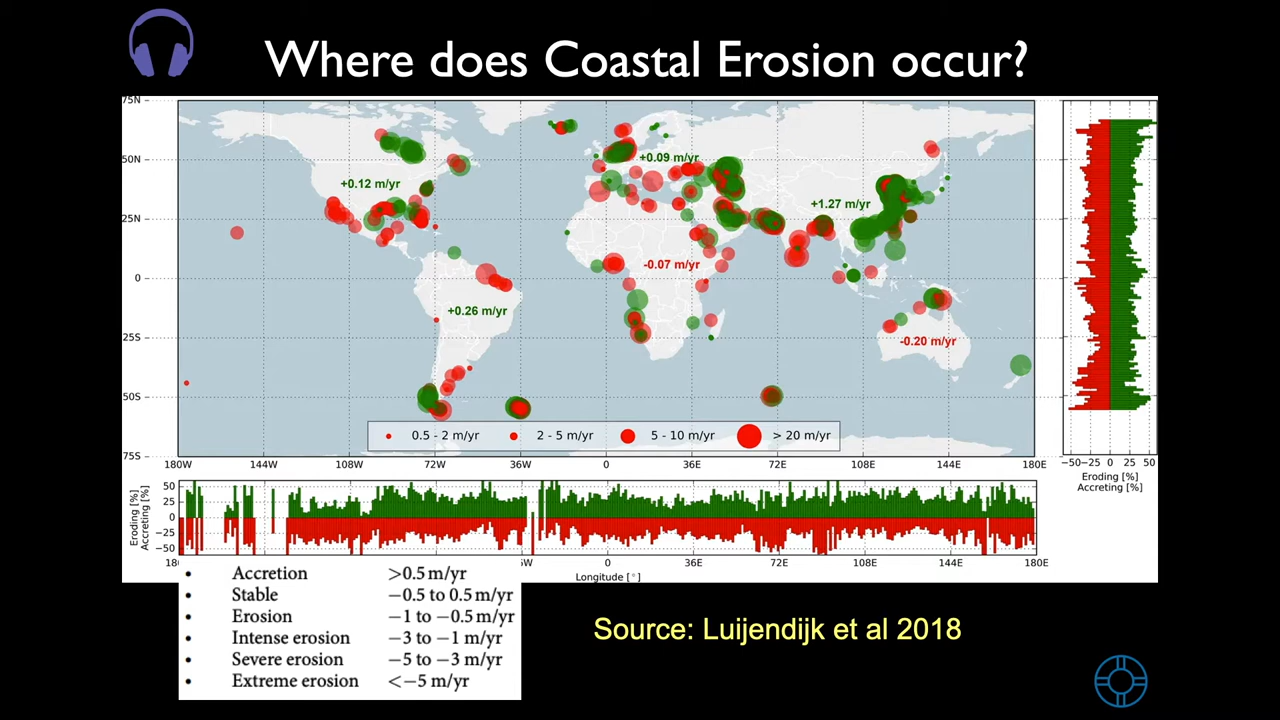 Where does Coastal Erosion occur?
75N
50N
25N
0
25S
50S
75S
+0.12 m/yr
+0.09 m/yr
+1.27 m/yr
-0.07 m/yr
+0.26 m/yr
-0.20 m/yr
0.5 - 2 m/yr 2 - 5 m/yr 5 - 10 m/yr > 20 m/yr
180W 144W 108W 72W 36W 0 36E 72E 108E 144E 180E
−50 −25 0 25 50
Eroding [%]
Accreting [%]
Eroding [%]
Accreting [%]
50
25
0
−25
−50
18 W 0 36E 72E 108E 144E 180E
Longitude [°]
• Accretion >0.5 m/yr
• Stable −0.5 to 0.5 m/yr
• Erosion −1 to −0.5 m/yr
• Intense erosion −3 to −1 m/yr
• Severe erosion −5 to −3 m/yr
• Extreme erosion <−5 m/yr
Source: Luijendijk et al 2018